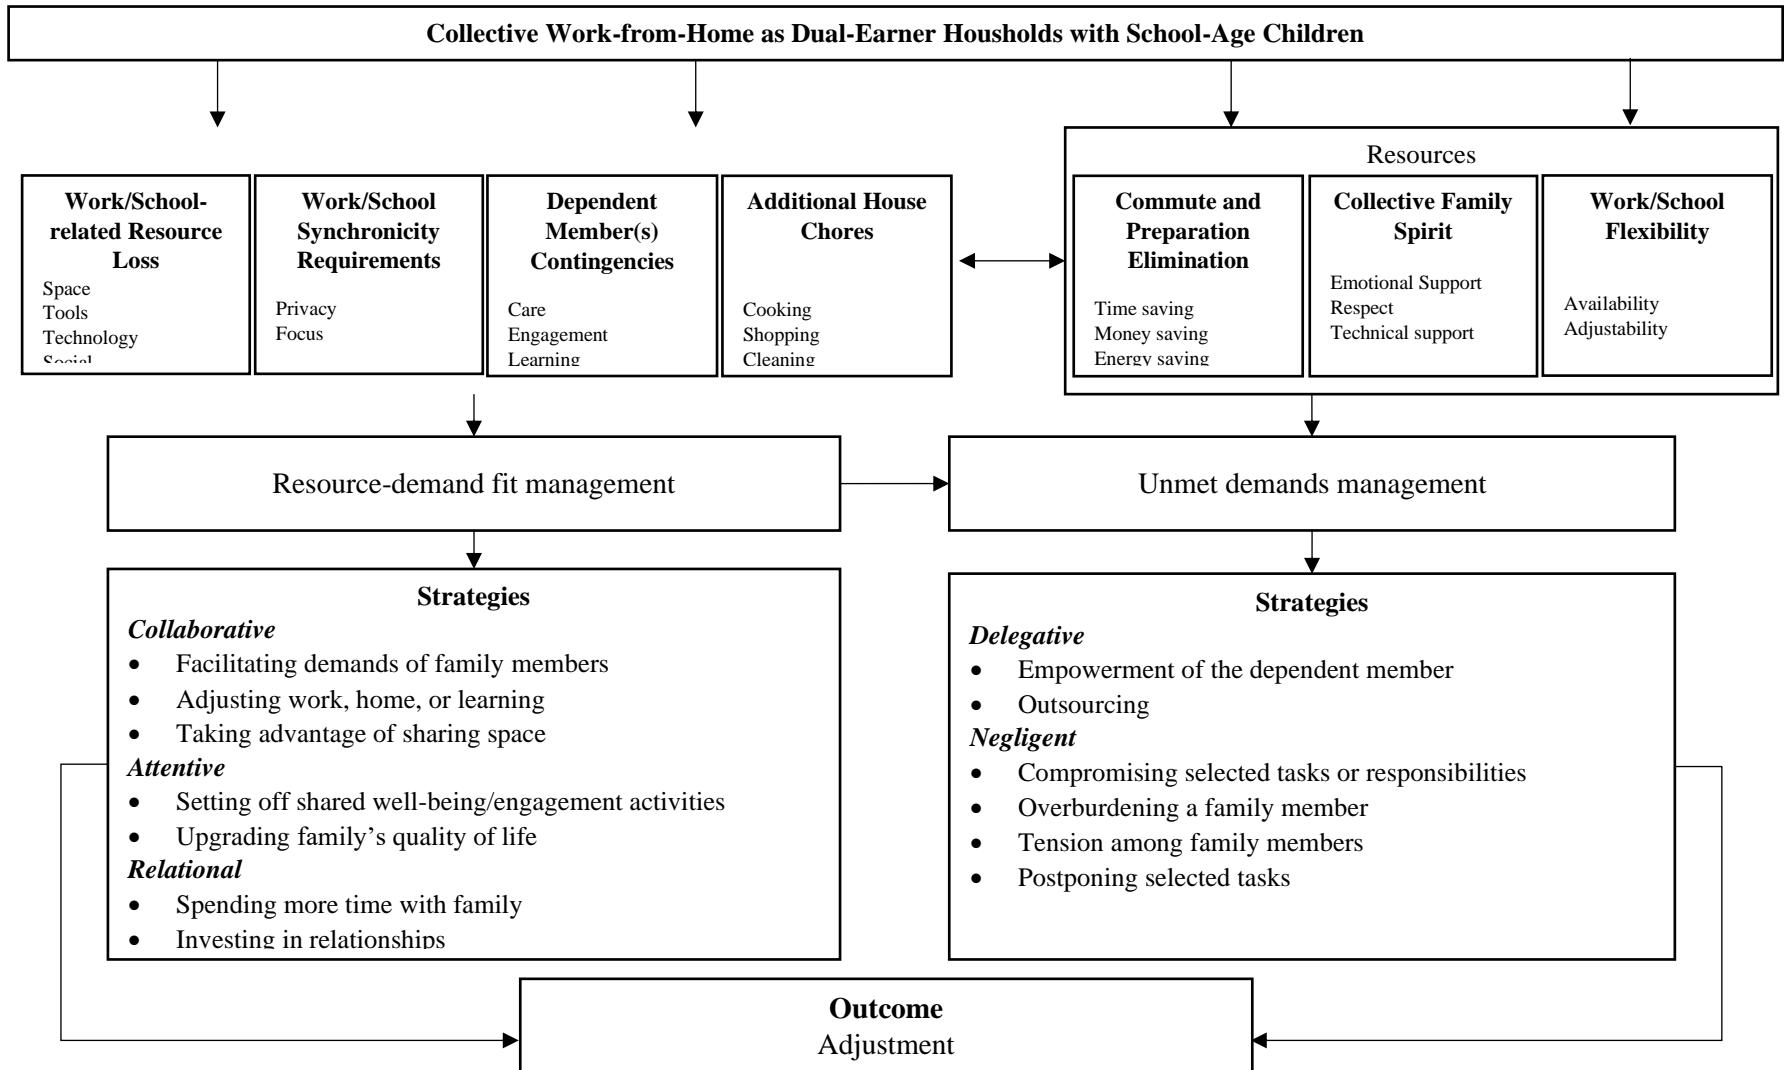 Collective Work-from-Home as Dual-Earner Housholds with School-Age Children
Resources
Work/School-
related Resource
Loss
Space
Tools
Technology
Social
Work/School
Synchronicity
Requirements
Privacy
Focus
Dependent
Member(s)
Contingencies
Care
Engagement
Learning
Additional House
Chores
Cooking
Shopping
Cleaning
Commute and
Preparation
Elimination
Time saving
Money saving
Energy saving
Collective Family
Spirit
Emotional Support
Respect
Technical support
Work/School
Flexibility
Availability
Adjustability
Resource-demand fit management
Unmet demands management
Strategies
Collaborative
• Facilitating demands of family members
• Adjusting work, home, or learning
• Taking advantage of sharing space
Attentive
• Setting off shared well-being/engagement activities
• Upgrading family’s quality of life
Relational
• Spending more time with family
• Investing in relationships
Strategies
Delegative
• Empowerment of the dependent member
• Outsourcing
Negligent
• Compromising selected tasks or responsibilities
• Overburdening a family member
• Tension among family members
• Postponing selected tasks
Outcome
Adjustment